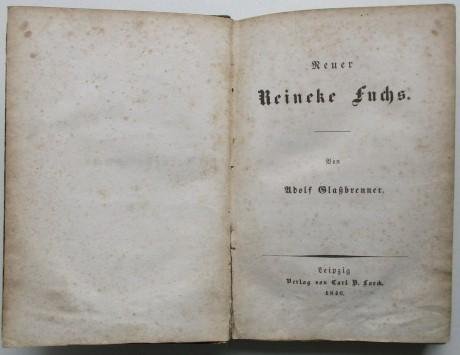 Neuer
Reineke Fuchs.
Von
Adolf Glaßbrenner.
Leipzig
Verlag von Carl B. Lorck.
1846.